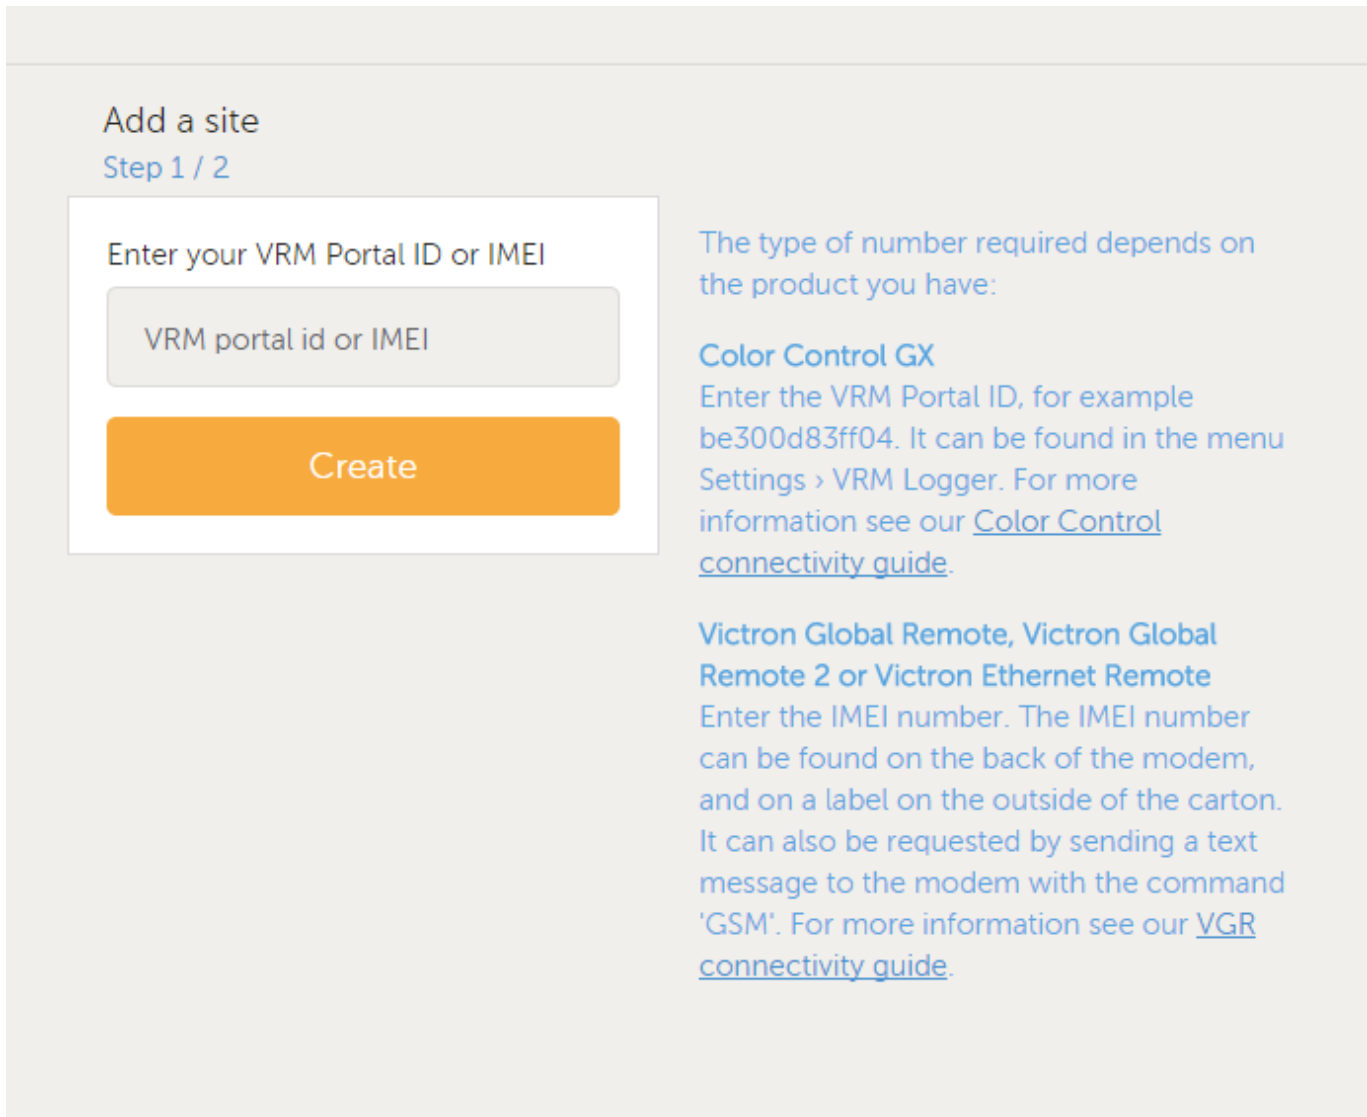 Add a site
Step 1 / 2
Enter your VRM Portal ID or IMEI
VRM portal id or IMEI
Create
The type of number required depends on
the product you have:
Color Control GX
Enter the VRM Portal ID, for example
be300d83ff04. It can be found in the menu
Settings › VRM Logger. For more
information see our Color Control
connectivity guide.
Victron Global Remote, Victron Global
Remote 2 or Victron Ethernet Remote
Enter the IMEI number. The IMEI number
can be found on the back of the modem,
and on a label on the outside of the carton.
It can also be requested by sending a text
message to the modem with the command
'GSM'. For more information see our VGR
connectivity guide.